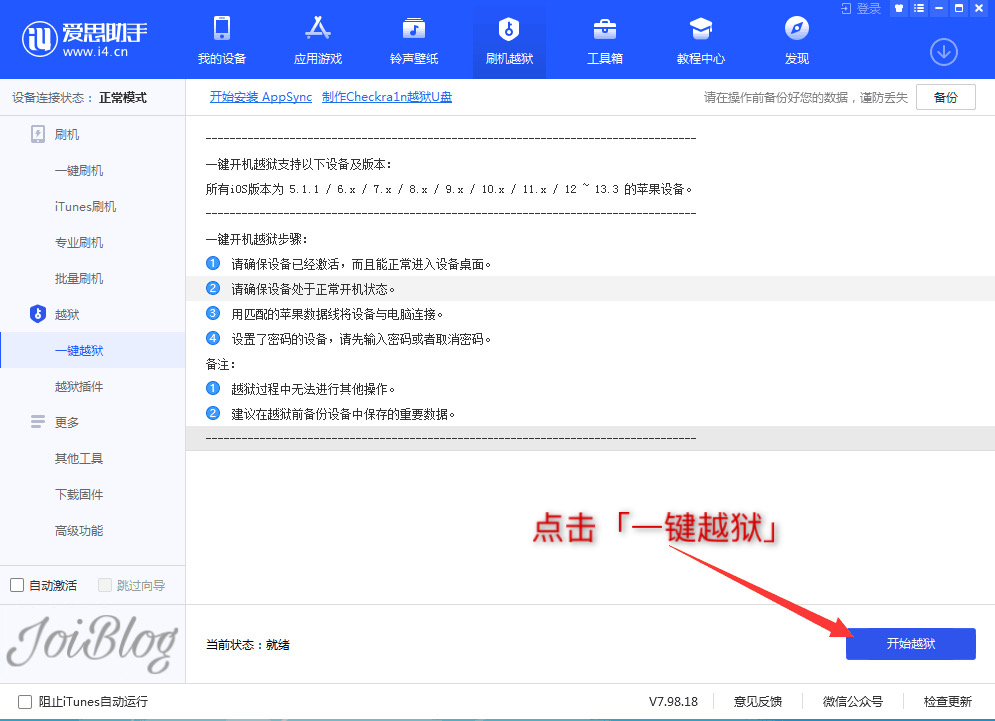 登录
爱思助手
www.i4.cn
我的设备
应用游戏
铃声壁纸
刷机越狱
工具箱
教程中心
发现
设备连接状态：正常模式
开始安装 AppSync 制作Checkra1n越狱U盘
请在操作前备份好您的数据，谨防丢失
备份
刷机
一键刷机
iTunes刷机
专业刷机
批量刷机
越狱
一键越狱
越狱插件
更多
其他工具
下载固件
高级功能
自动激活
跳过向导
JoiBlog
----------------------------------------------------------------------------------
一键开机越狱支持以下设备及版本：
所有iOS版本为 5.1.1 / 6.x / 7.x / 8.x / 9.x / 10.x / 11.x / 12 ~ 13.3 的苹果设备。
----------------------------------------------------------------------------------
一键开机越狱步骤：
1 请确保设备已经激活，而且能正常进入设备桌面。
2 请确保设备处于正常开机状态。
3 用匹配的苹果数据线将设备与电脑连接。
4 设置了密码的设备，请先输入密码或者取消密码。
备注：
1 越狱过程中无法进行其他操作。
2 建议在越狱前备份设备中保存的重要数据。
----------------------------------------------------------------------------------
点击「一键越狱」
当前状态：就绪
开始越狱
阻止iTunes自动运行
V7.98.18
意见反馈
微信公众号
检查更新